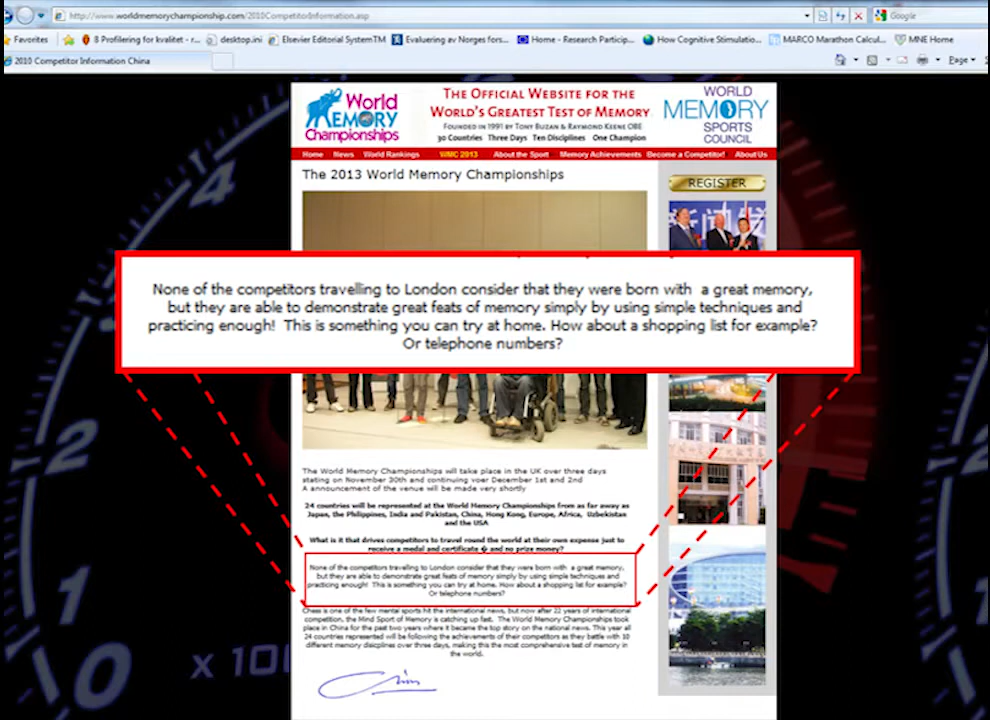 http://www.worldmemorychampionship.com/2010CompetitorInformation.asp
Google
Favorites
8 Profilering for kvalitet - r...
desktop.ini
Elsevier Editorial SystemTM
Evaluering av Norges fors...
Home - Research Particip...
How Cognitive Stimulatio...
MARCO Marathon Calcul...
MNE Home
2010 Competitor Information China
Page
World
MEMORY
Championships
THE OFFICIAL WEBSITE FOR THE
WORLD'S GREATEST TEST OF MEMORY
FOUNDED IN 1991 BY TONY BUZAN & RAYMOND KEENE OBE
30 Countries Three Days Ten Disciplines One Champion
WORLD
MEMORY
SPORTS
COUNCIL
Home News World Rankings WMC 2013 About the Sport Memory Achievements Become a Competitor! About Us
The 2013 World Memory Championships
REGISTER
None of the competitors travelling to London consider that they were born with a great memory,
but they are able to demonstrate great feats of memory simply by using simple techniques and
practicing enough! This is something you can try at home. How about a shopping list for example?
Or telephone numbers?
The World Memory Championships will take place in the UK over three days
stating on November 30th and continuing voer December 1st and 2nd
A announcement of the venue will be made very shortly
24 countries will be represented at the World Memory Championships from as far away as
Japan, the Philippines, India and Pakistan, China, Hong Kong, Europe, Africa, Uzbekistan
and the USA
What is it that drives competitors to travel round the world at their own expense just to
receive a medal and certificate � and no prize money?
None of the competitors travelling to London consider that they were born with a great memory,
but they are able to demonstrate great feats of memory simply by using simple techniques and
practicing enough! This is something you can try at home. How about a shopping list for example?
Or telephone numbers?
Chess is one of the few mental sports hit the international news, but now after 22 years of international
competition, the Mind Sport of Memory is catching up fast. The World Memory Championships took
place in China for the past two years where it became the top story on the national news. This year all
24 countries represented will be following the achievements of their competitors as they battle with 10
different memory disciplines over three days, making this the most comprehensive test of memory in
the world.
4
2
1
0
x 100